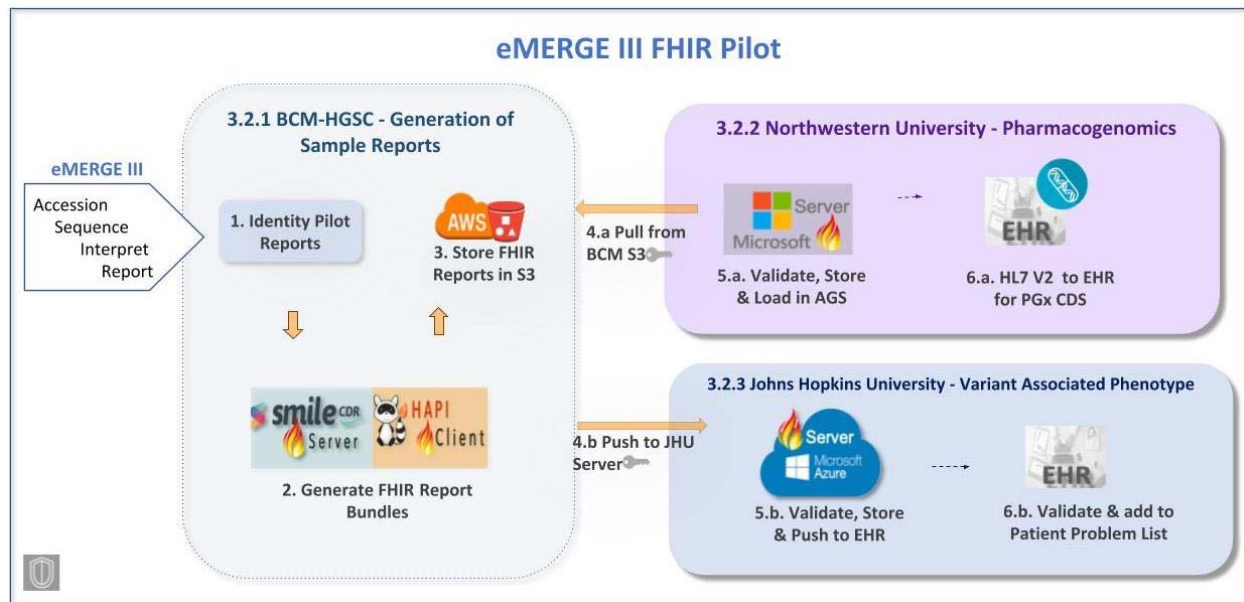 eMERGE III FHIR Pilot
eMERGE III
Accession
Sequence
Interpret
Report
3.2.1 BCM-HGSC - Generation of
Sample Reports
1. Identity Pilot
Reports
AWS
3. Store FHIR
Reports in S3
smile CDR
Server
HAPI
Client
2. Generate FHIR Report
Bundles
4.a Pull from
BCM S3
4.b Push to JHU
Server
3.2.2 Northwestern University - Pharmacogenomics
Server
Microsoft
5.a. Validate, Store
& Load in AGS
EHR
6.a. HL7 V2 to EHR
for PGx CDS
3.2.3 Johns Hopkins University - Variant Associated Phenotype
Server
Microsoft
Azure
5.b. Validate, Store
& Push to EHR
EHR
6.b. Validate & add to
Patient Problem List